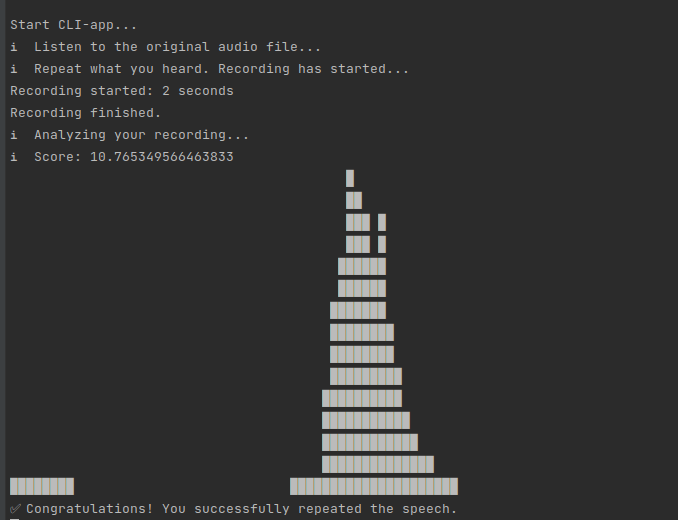 Start CLI-app...
i Listen to the original audio file...
i Repeat what you heard. Recording has started...
Recording started: 2 seconds
Recording finished.
i Analyzing your recording...
i Score: 10.765349566463833
✅ Congratulations! You successfully repeated the speech.